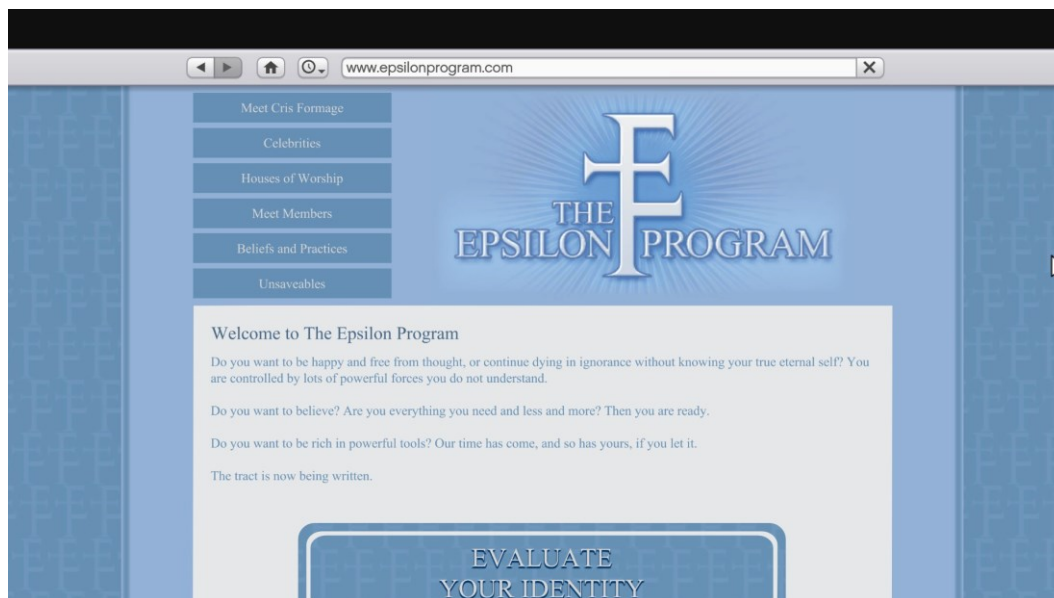 www.epsilonprogram.com
Meet Cris Formage
Celebrities
Houses of Worship
Meet Members
Beliefs and Practices
Unsaveables
THE
EPSILON PROGRAM
Welcome to The Epsilon Program
Do you want to be happy and free from thought, or continue dying in ignorance without knowing your true eternal self? You
are controlled by lots of powerful forces you do not understand.
Do you want to believe? Are you everything you need and less and more? Then you are ready.
Do you want to be rich in powerful tools? Our time has come, and so has yours, if you let it.
The tract is now being written.
EVALUATE
YOUR IDENTITY